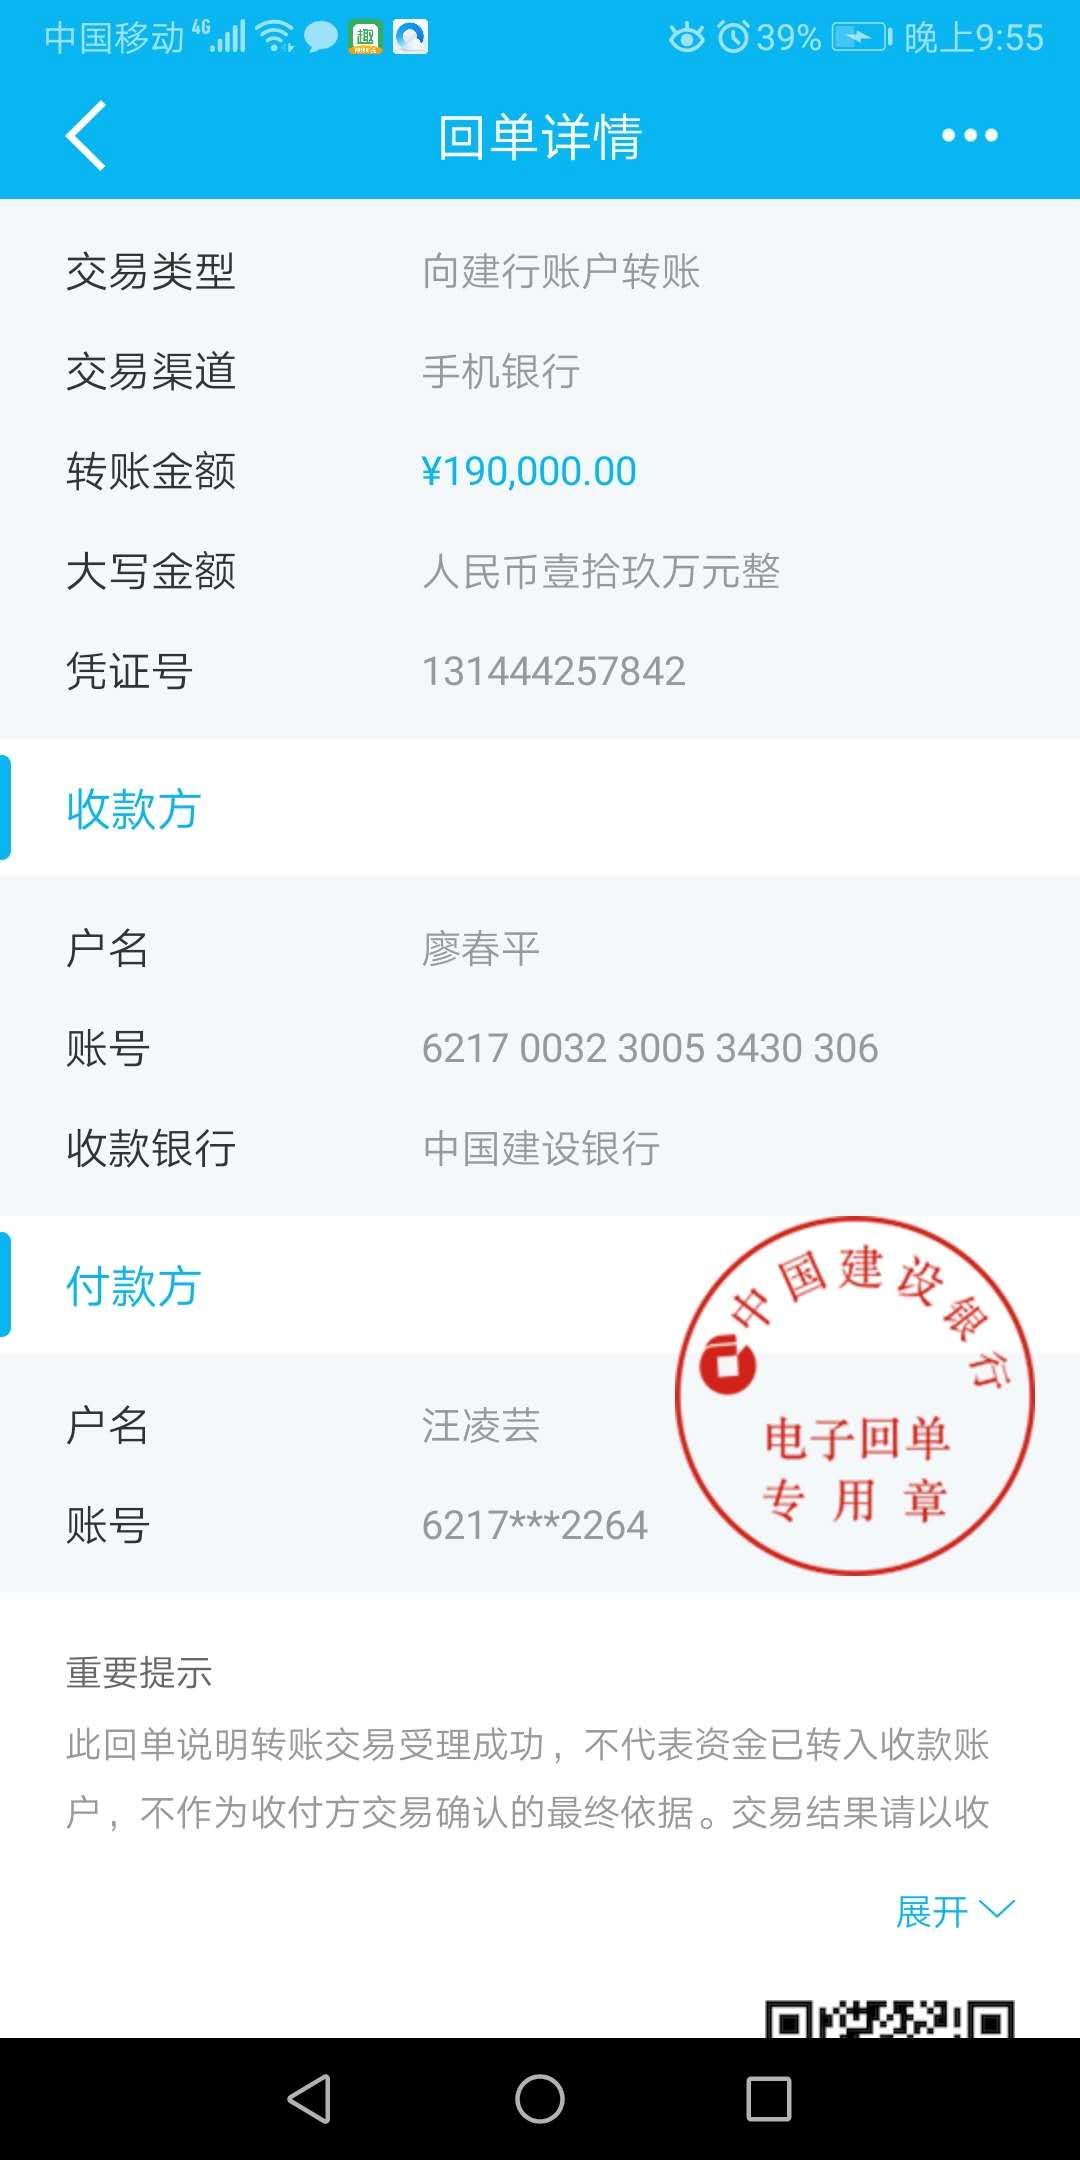 中国移动 4G 趣 39% 晚上9:55
回单详情
交易类型 向建行账户转账
交易渠道 手机银行
转账金额 ¥190,000.00
大写金额 人民币壹拾玖万元整
凭证号 131444257842
收款方
户名 廖春平
账号 6217 0032 3005 3430 306
收款银行 中国建设银行
付款方
中国建设银行
户名 汪凌芸
电子回单
专用章
账号 6217***2264
重要提示
此回单说明转账交易受理成功，不代表资金已转入收款账
户，不作为收付方交易确认的最终依据。交易结果请以收
展开